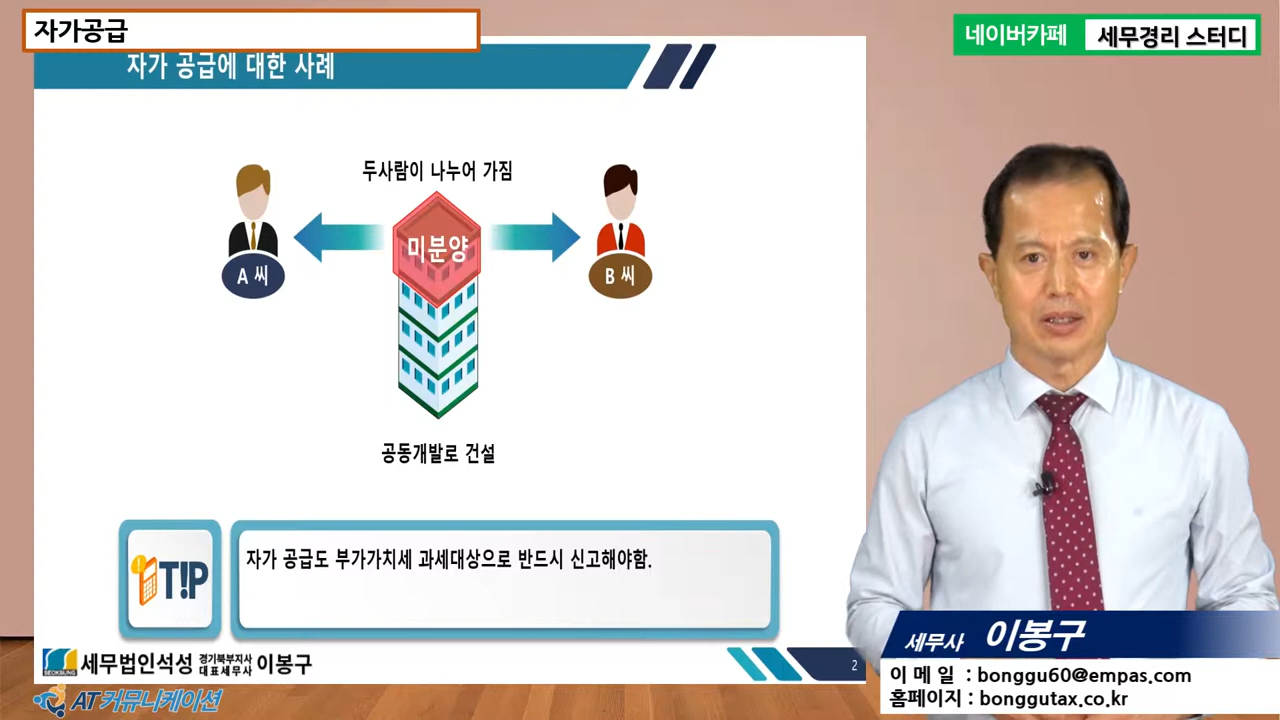 자가공급
네이버카페
세무경리 스터디
자가 공급에 대한 사례
두사람이 나누어 가짐
미분양
A 씨
B 씨
공동개발로 건설
T!P
자가 공급도 부가가치세 과세대상으로 반드시 신고해야함.
SEOKSUNG
세무법인석성 경기북부지사 대표세무사 이봉구
2
AT커뮤니케이션
세무사 이봉구
이 메 일 : bonggu60@empas.com
홈페이지 : bonggutax.co.kr